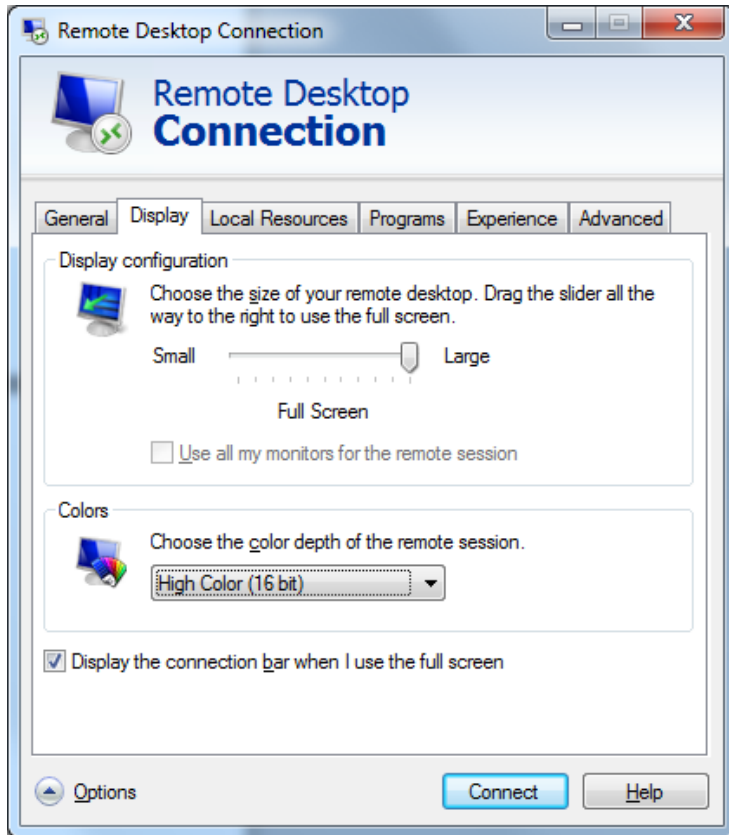 Remote Desktop Connection
Remote Desktop
Connection
General Display Local Resources Programs Experience Advanced
Display configuration
Choose the size of your remote desktop. Drag the slider all the
way to the right to use the full screen.
Small Large
Full Screen
Use all my monitors for the remote session
Colors
Choose the color depth of the remote session.
High Color (16 bit)
Display the connection bar when I use the full screen
Options Connect Help